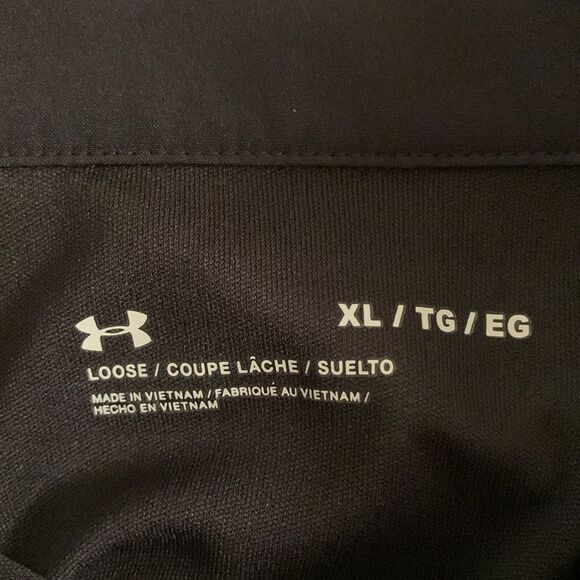 XL / TG / EG
LOOSE / COUPE LÂCHE / SUELTO
MADE IN VIETNAM / FABRIQUÉ AU VIETNAM /
HECHO EN VIETNAM